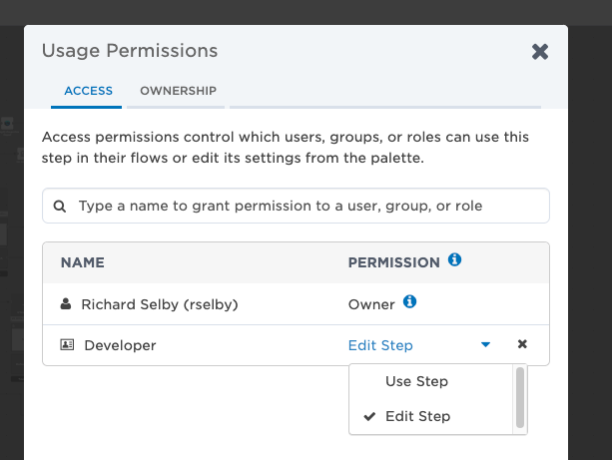 Usage Permissions
ACCESS OWNERSHIP
Access permissions control which users, groups, or roles can use this
step in their flows or edit its settings from the palette.
Type a name to grant permission to a user, group, or role
NAME PERMISSION
Richard Selby (rselby) Owner
Developer Edit Step
Use Step
Edit Step